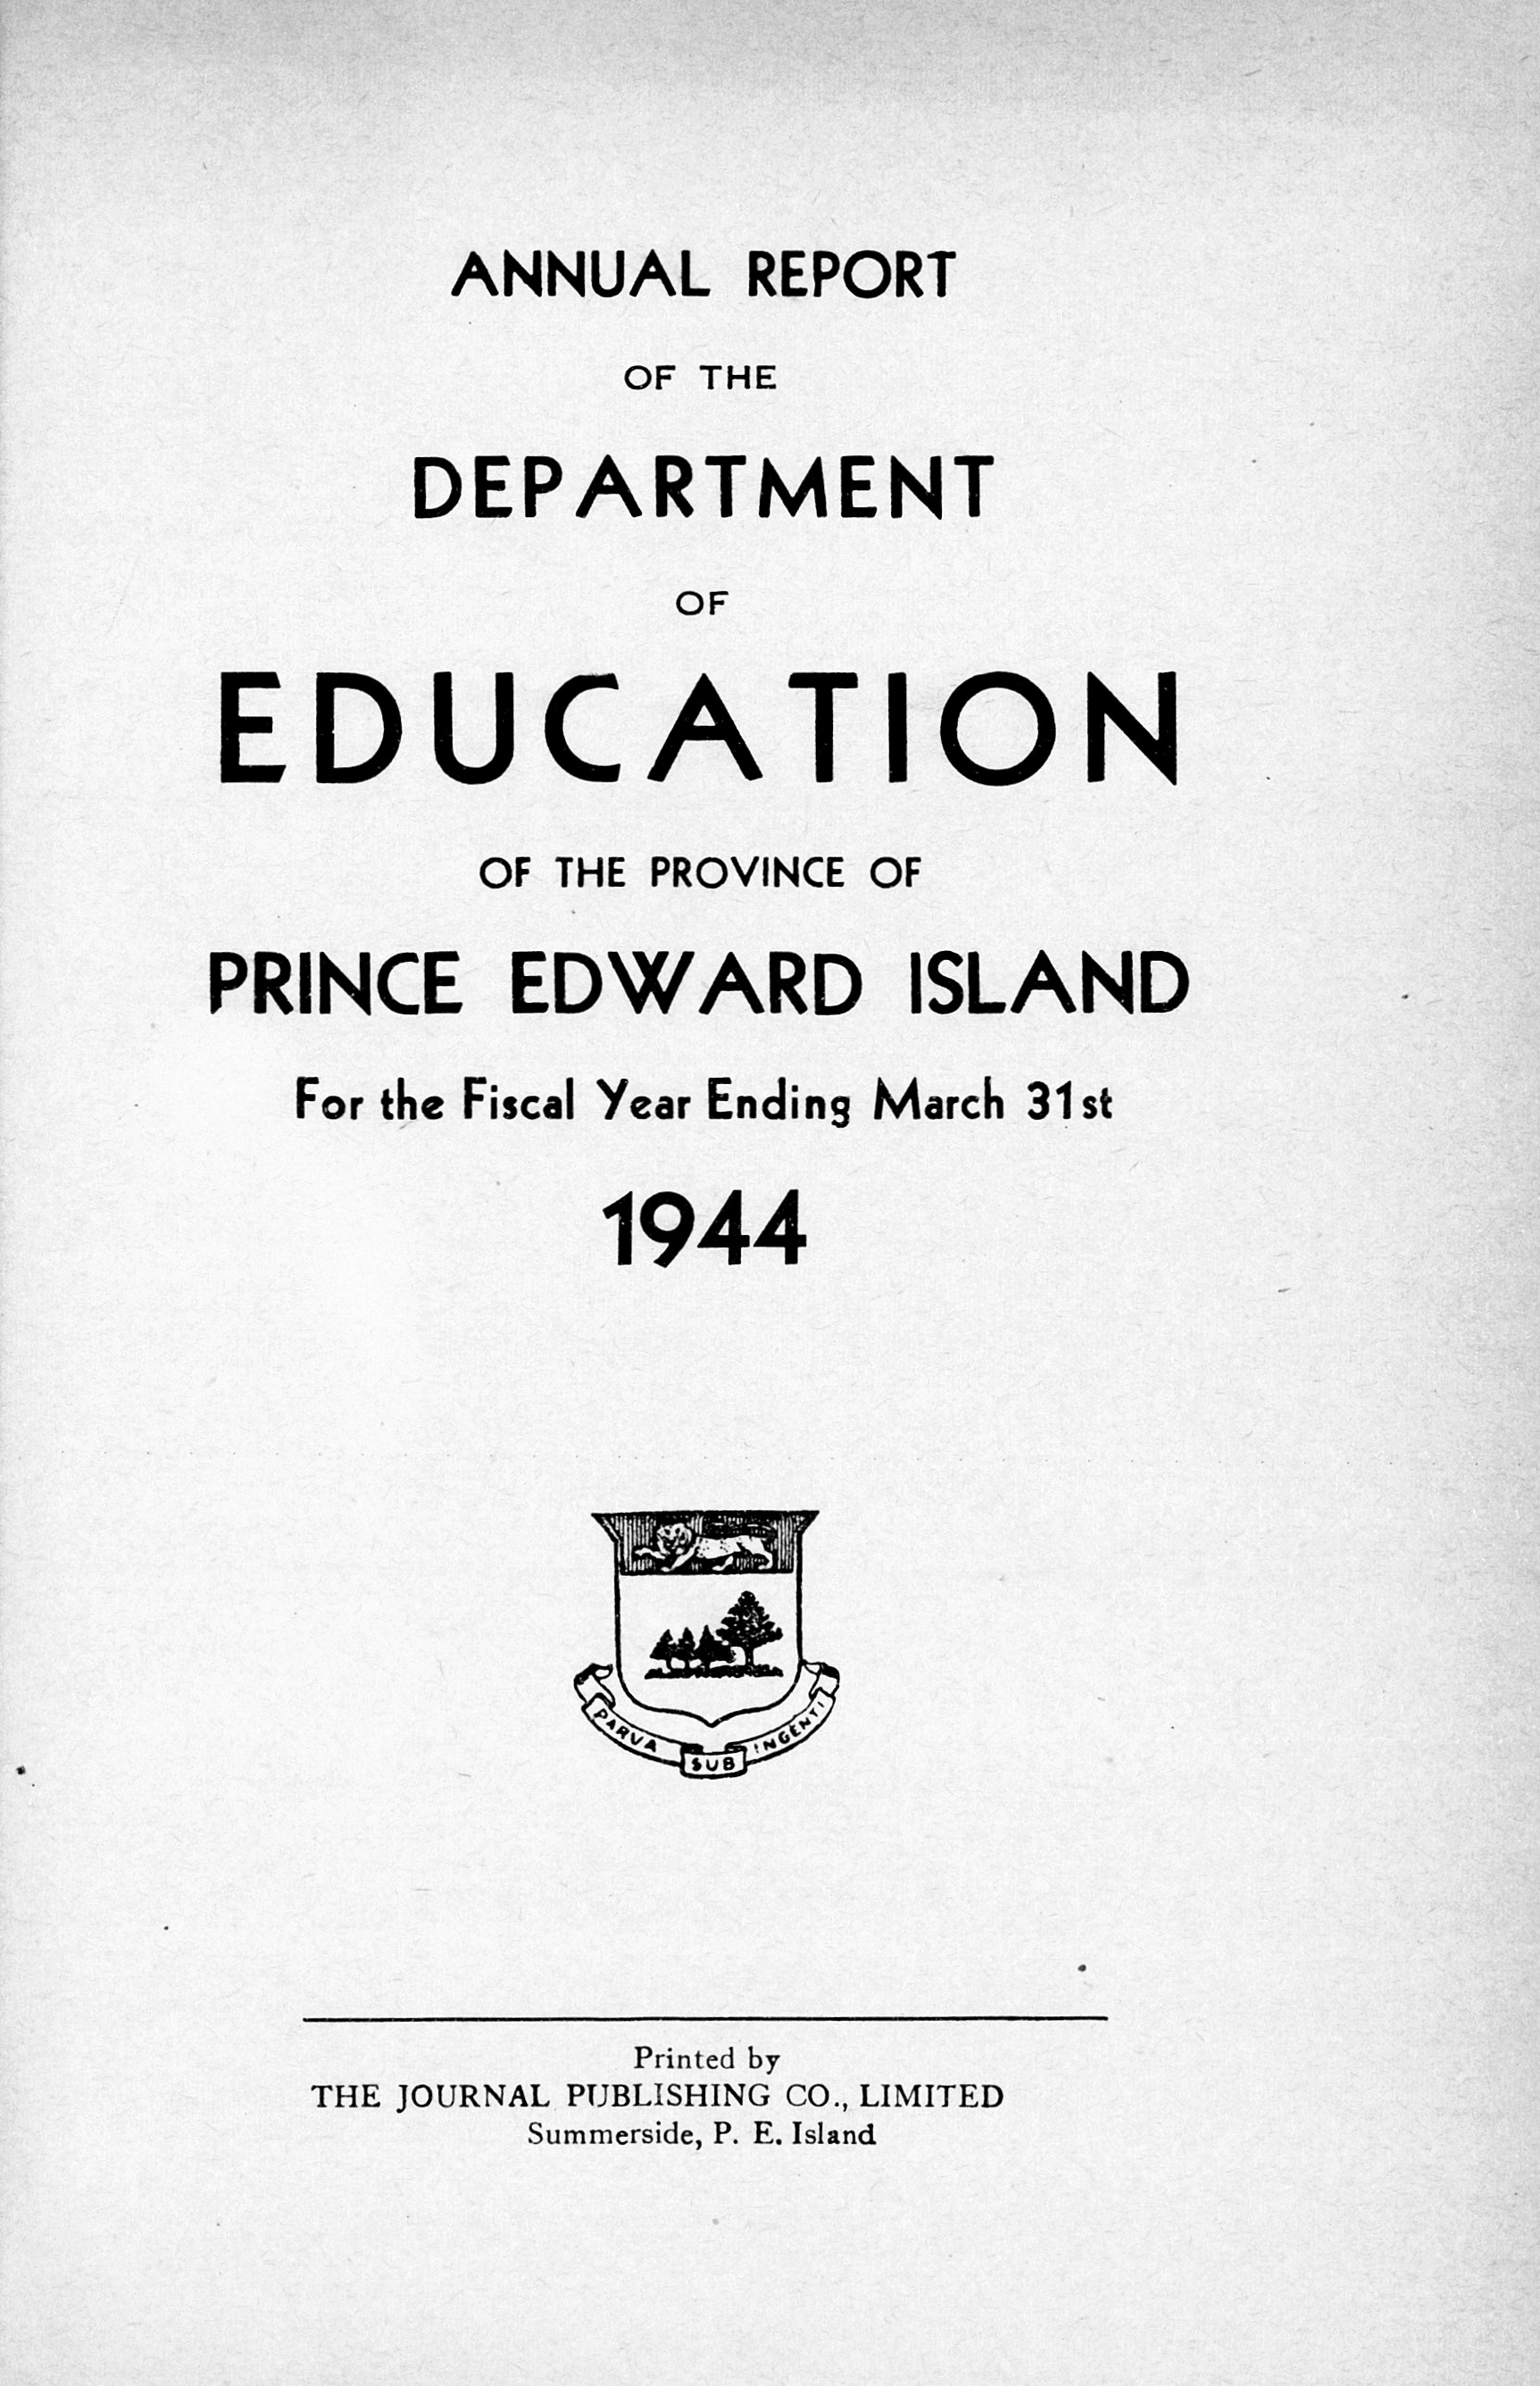 ANNUAL REPORT
OF THE
DEPARTMENT
OF
EDUCATION
OF THE PROVINCE OF
PRINCE EDWARD ISLAND
For the Fiscal Year Ending March 31st
1944
PARVA SUB INGENTI
Printed by
THE JOURNAL PUBLISHING CO., LIMITED
Summerside, P. E. Island